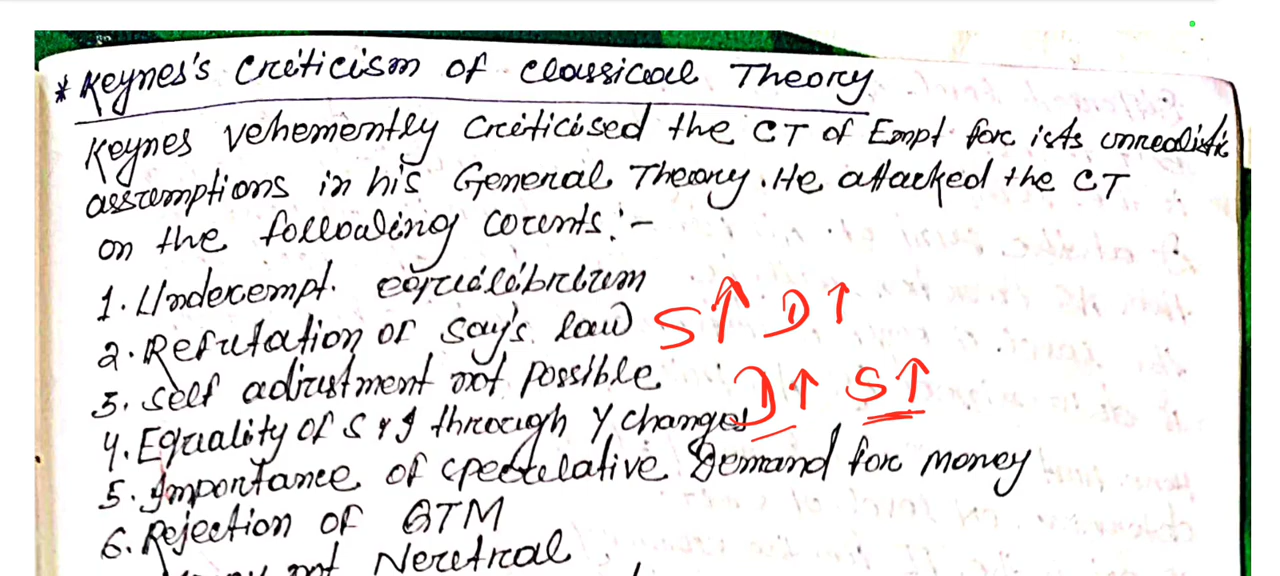 * Keynes's Criticism of Classical Theory
Keynes vehemently Criticised the CT of Empt for its unrealistic
assumptions in his General Theory. He attacked the CT
on the following counts:-
1. Underempt. equilibrium
2. Refutation of Say's law S↑ D↑
3. Self adjustment not possible D↑ S↑
4. Equality of S & I through Y changes
5. Importance of speculative Demand for money
6. Rejection of QTM
not Neutral